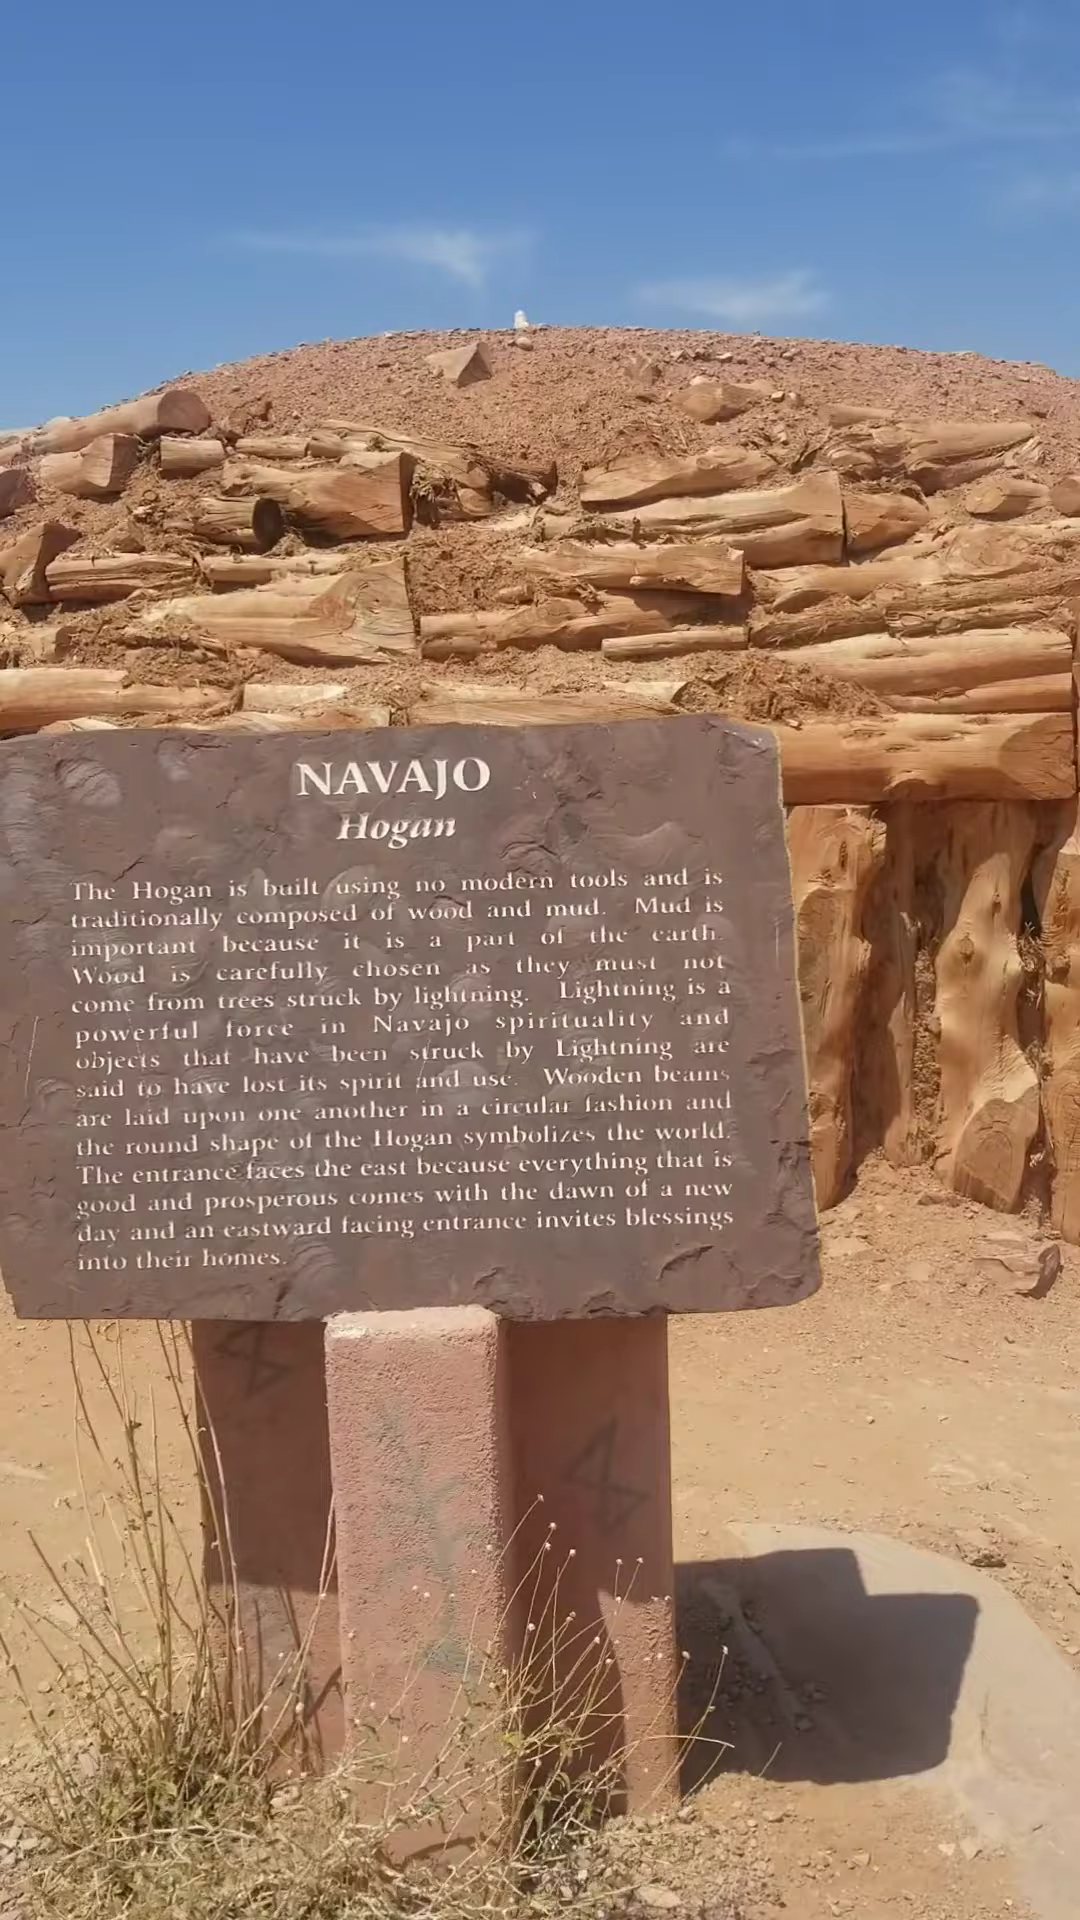 NAVAJO
Hogan
The Hogan is built using no modern tools and is
traditionally composed of wood and mud. Mud is
important because it is a part of the earth.
Wood is carefully chosen as they must not
come from trees struck by lightning. Lightning is a
powerful force in Navajo spirituality and
objects that have been struck by Lightning are
said to have lost its spirit and use. Wooden beams
are laid upon one another in a circular fashion and
the round shape of the Hogan symbolizes the world.
The entrance faces the east because everything that is
good and prosperous comes with the dawn of a new
day and an eastward facing entrance invites blessings
into their homes.